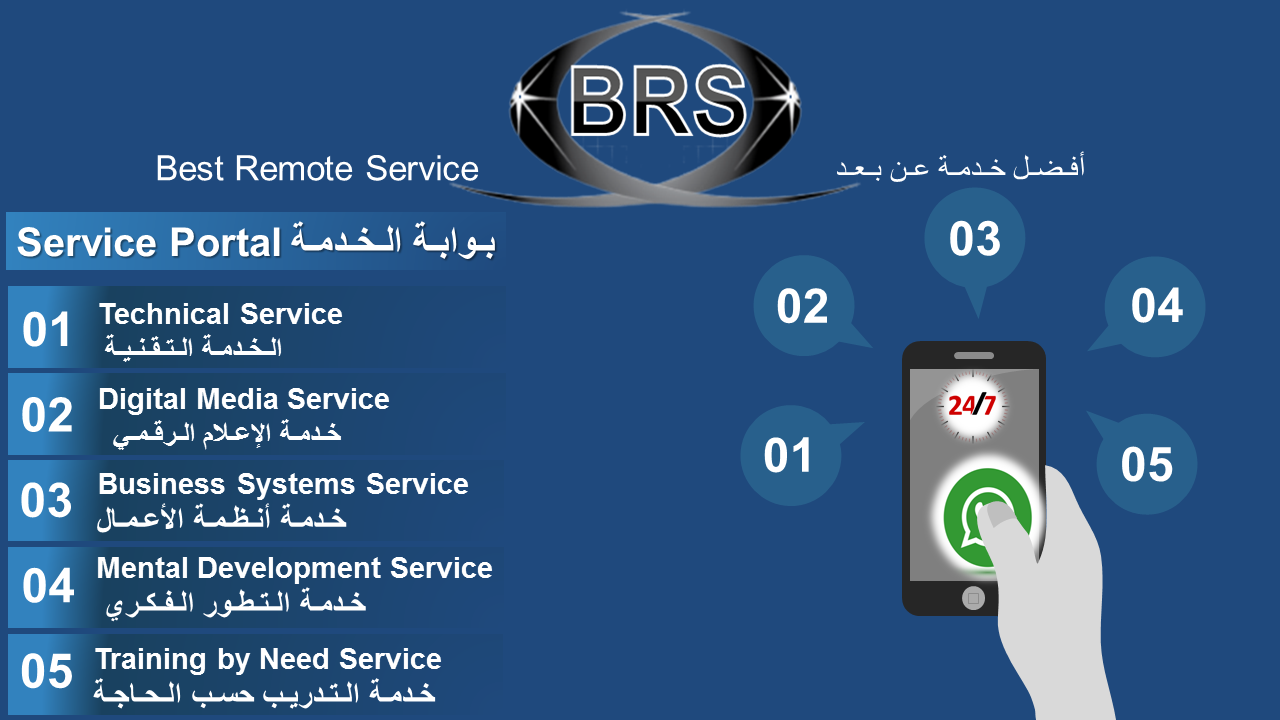 BRS
Best Remote Service
أفضل خدمة عن بعد
Service Portal بوابة الخدمة
01
Technical Service
الخدمة التقنية
02
Digital Media Service
خدمة الإعلام الرقمي
03
Business Systems Service
خدمة أنظمة الأعمال
04
Mental Development Service
خدمة التطور الفكري
05
Training by Need Service
خدمة التدريب حسب الحاجة
01
02
03
04
05
24/7